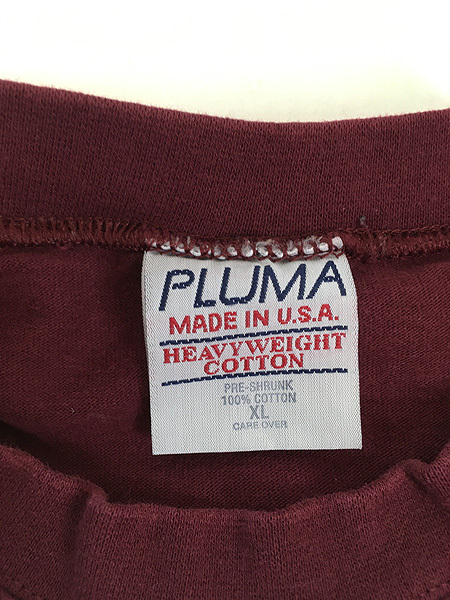 PLUMA
MADE IN U.S.A.
HEAVYWEIGHT
COTTON
PRE-SHRUNK
100% COTTON
XL
CARE OVER